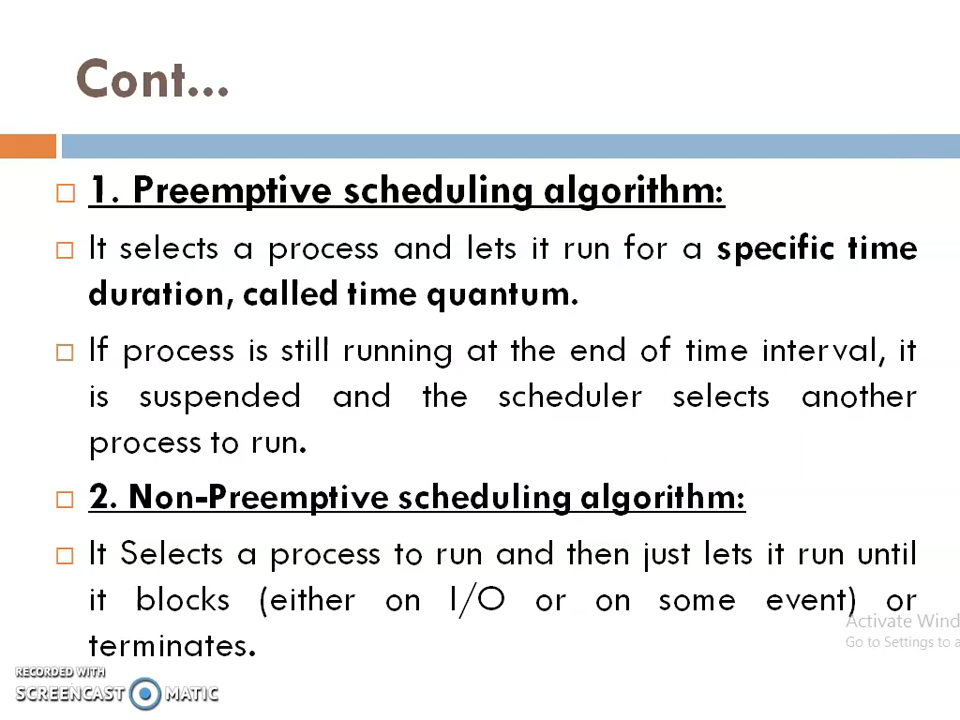 Cont...
1. Preemptive scheduling algorithm:
It selects a process and lets it run for a specific time
duration, called time quantum.
If process is still running at the end of time interval, it
is suspended and the scheduler selects another
process to run.
2. Non-Preemptive scheduling algorithm:
It Selects a process to run and then just lets it run until
it blocks (either on I/O or on some event) or
terminates.
Activate Wind
Go to Settings to a
RECORDED WITH
SCREENCAST MATIC